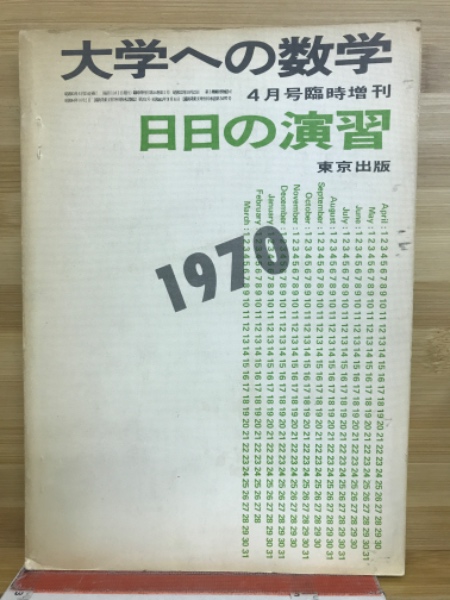 大学への数学
4月号臨時増刊
日日の演習
東京出版
1970
April : 1 2 3 4 5 6 7 8 9 10 11 12 13 14 15 16 17 18 19 20 21 22 23 24 25 26 27 28 29 30
May : 1 2 3 4 5 6 7 8 9 10 11 12 13 14 15 16 17 18 19 20 21 22 23 24 25 26 27 28 29 30 31
June : 1 2 3 4 5 6 7 8 9 10 11 12 13 14 15 16 17 18 19 20 21 22 23 24 25 26 27 28 29 30
July : 1 2 3 4 5 6 7 8 9 10 11 12 13 14 15 16 17 18 19 20 21 22 23 24 25 26 27 28 29 30 31
August : 1 2 3 4 5 6 7 8 9 10 11 12 13 14 15 16 17 18 19 20 21 22 23 24 25 26 27 28 29 30 31
September : 1 2 3 4 5 6 7 8 9 10 11 12 13 14 15 16 17 18 19 20 21 22 23 24 25 26 27 28 29 30
October : 1 2 3 4 5 6 7 8 9 10 11 12 13 14 15 16 17 18 19 20 21 22 23 24 25 26 27 28 29 30 31
November : 1 2 3 4 5 6 7 8 9 10 11 12 13 14 15 16 17 18 19 20 21 22 23 24 25 26 27 28 29 30
December : 1 2 3 4 5 6 7 8 9 10 11 12 13 14 15 16 17 18 19 20 21 22 23 24 25 26 27 28 29 30 31
January : 1 2 3 4 5 6 7 8 9 10 11 12 13 14 15 16 17 18 19 20 21 22 23 24 25 26 27 28 29 30 31
February : 1 2 3 4 5 6 7 8 9 10 11 12 13 14 15 16 17 18 19 20 21 22 23 24 25 26 27 28
March : 1 2 3 4 5 6 7 8 9 10 11 12 13 14 15 16 17 18 19 20 21 22 23 24 25 26 27 28 29 30 31